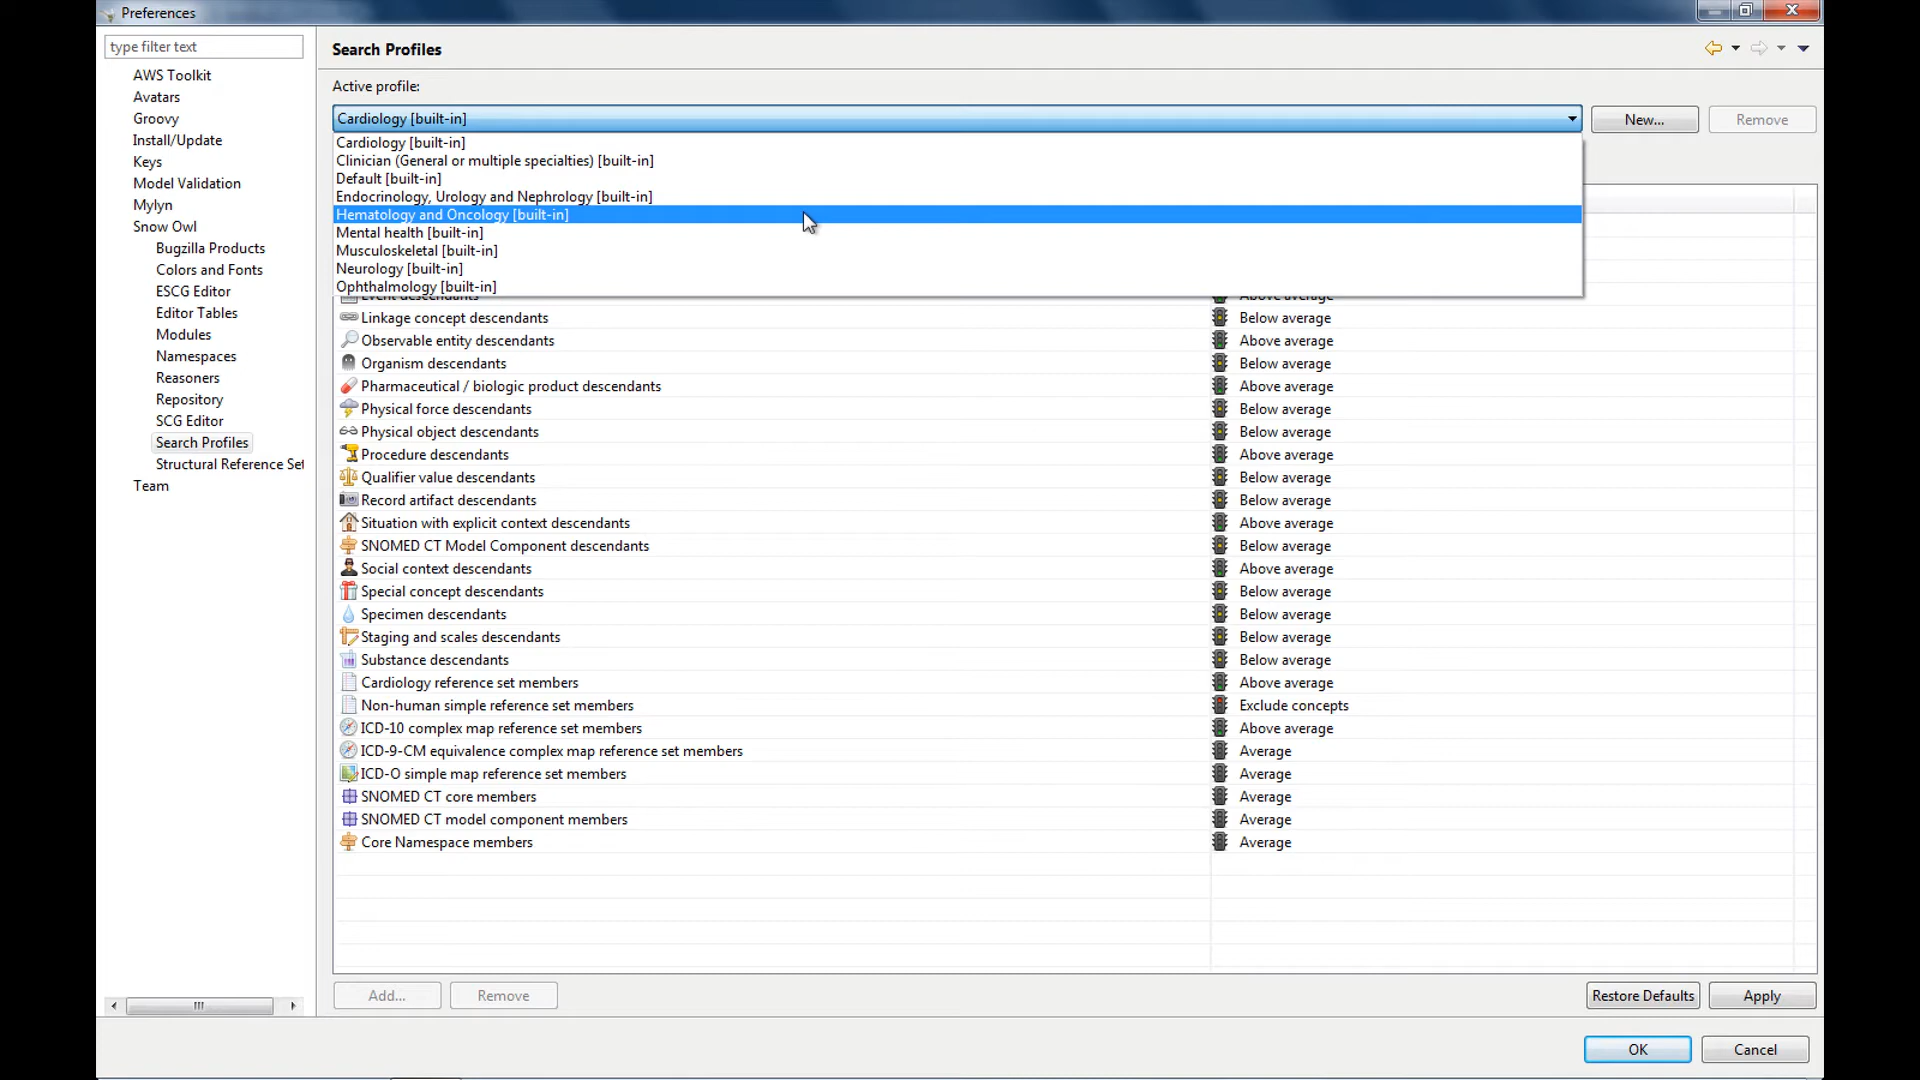 Preferences
type filter text
AWS Toolkit
Avatars
Groovy
Install/Update
Keys
Model Validation
Mylyn
Snow Owl
Bugzilla Products
Colors and Fonts
ESCG Editor
Editor Tables
Modules
Namespaces
Reasoners
Repository
SCG Editor
Search Profiles
Structural Reference Set
Team
Search Profiles
Active profile:
Cardiology [built-in]
New...
Remove
Cardiology [built-in]
Clinician (General or multiple specialties) [built-in]
Default [built-in]
Endocrinology, Urology and Nephrology [built-in]
Hematology and Oncology [built-in]
Mental health [built-in]
Musculoskeletal [built-in]
Neurology [built-in]
Ophthalmology [built-in]
Event descendants Above average
Linkage concept descendants Below average
Observable entity descendants Above average
Organism descendants Below average
Pharmaceutical / biologic product descendants Above average
Physical force descendants Below average
Physical object descendants Below average
Procedure descendants Above average
Qualifier value descendants Below average
Record artifact descendants Below average
Situation with explicit context descendants Above average
SNOMED CT Model Component descendants Below average
Social context descendants Above average
Special concept descendants Below average
Specimen descendants Below average
Staging and scales descendants Below average
Substance descendants Below average
Cardiology reference set members Above average
Non-human simple reference set members Exclude concepts
ICD-10 complex map reference set members Above average
ICD-9-CM equivalence complex map reference set members Average
ICD-O simple map reference set members Average
SNOMED CT core members Average
SNOMED CT model component members Average
Core Namespace members Average
Add...
Remove
Restore Defaults
Apply
OK
Cancel